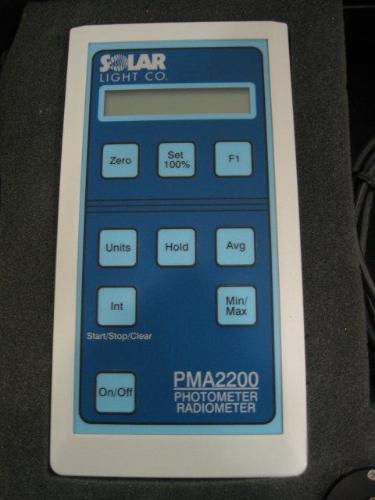 SOLAR
LIGHT CO.
Zero
Set
100%
F1
Units
Hold
Avg
Int
Min/
Max
Start/Stop/Clear
On/Off
PMA2200
PHOTOMETER
RADIOMETER